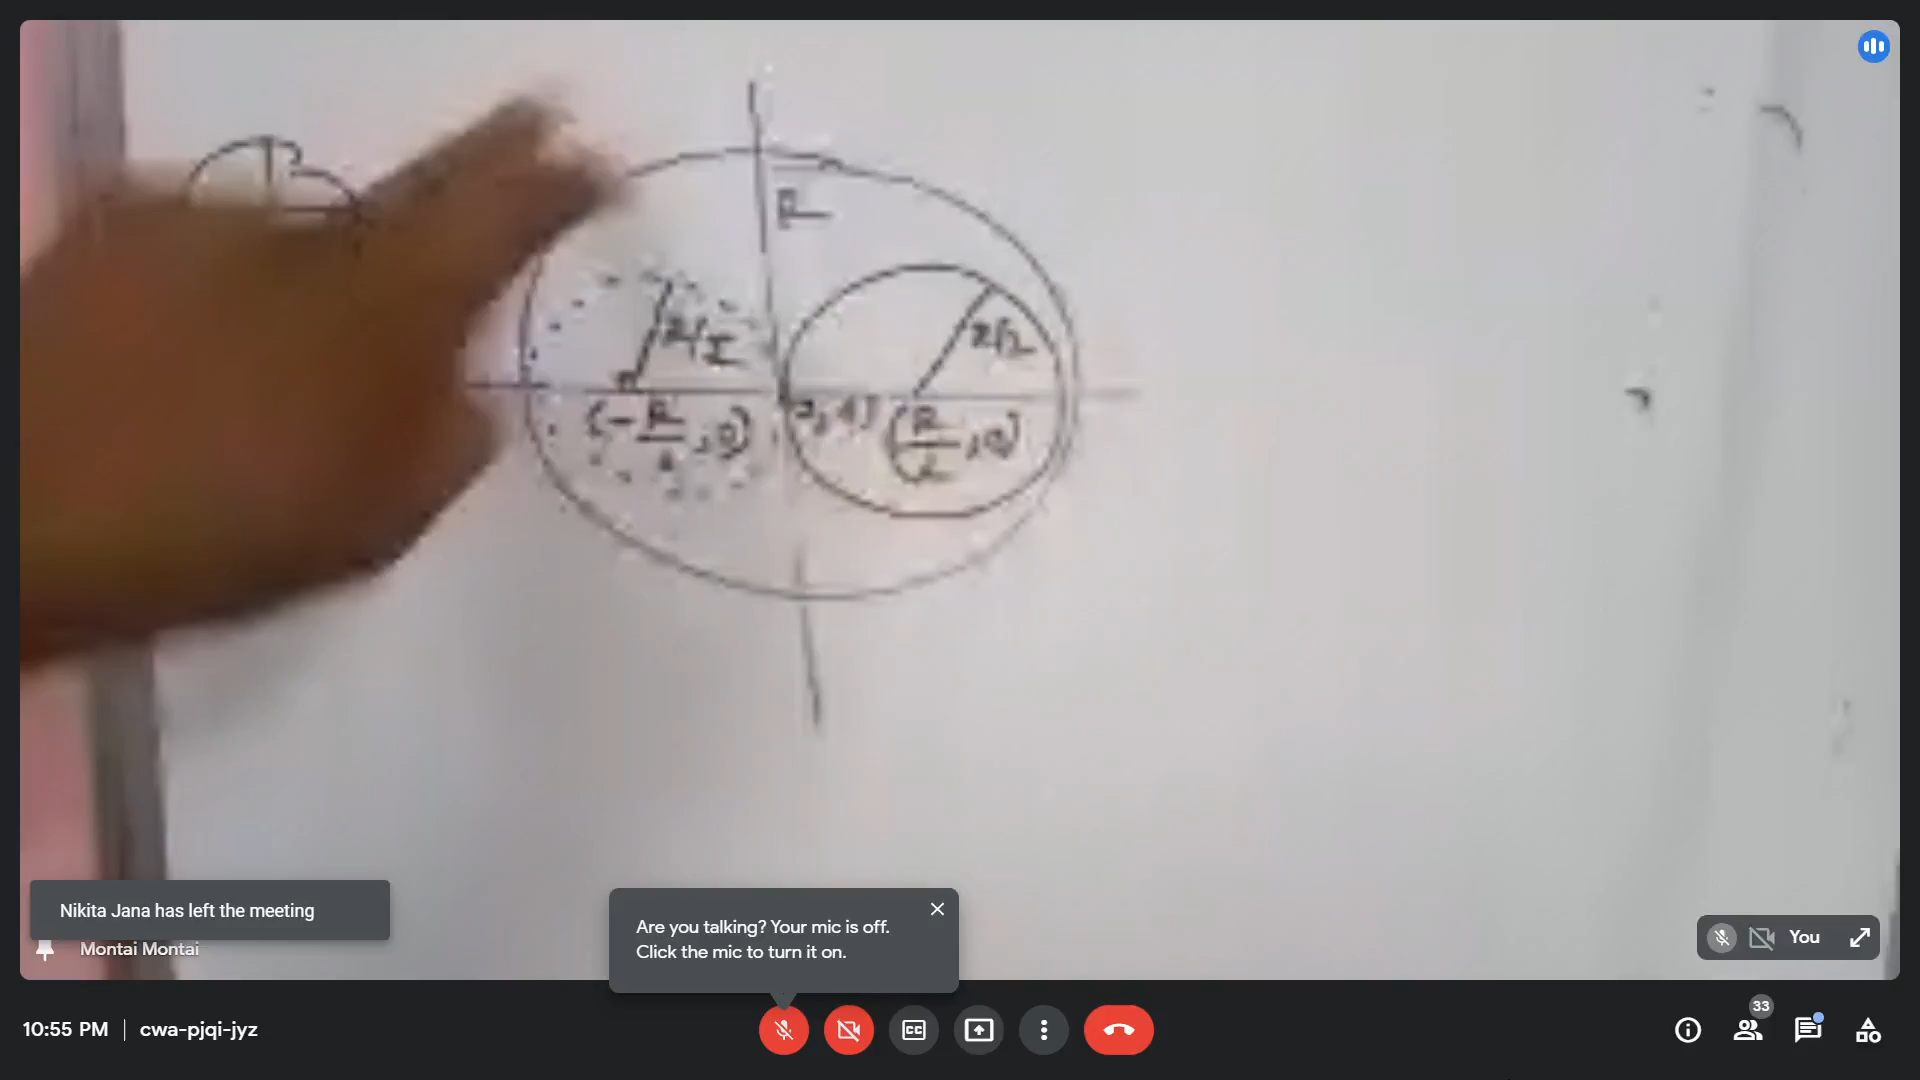 R
R/2
R/2
(-R/2, 0)
(R/2, 0)
Nikita Jana has left the meeting
Montai Montai
Are you talking? Your mic is off.
Click the mic to turn it on.
You
10:55 PM | cwa-pjqi-jyz
CC
33